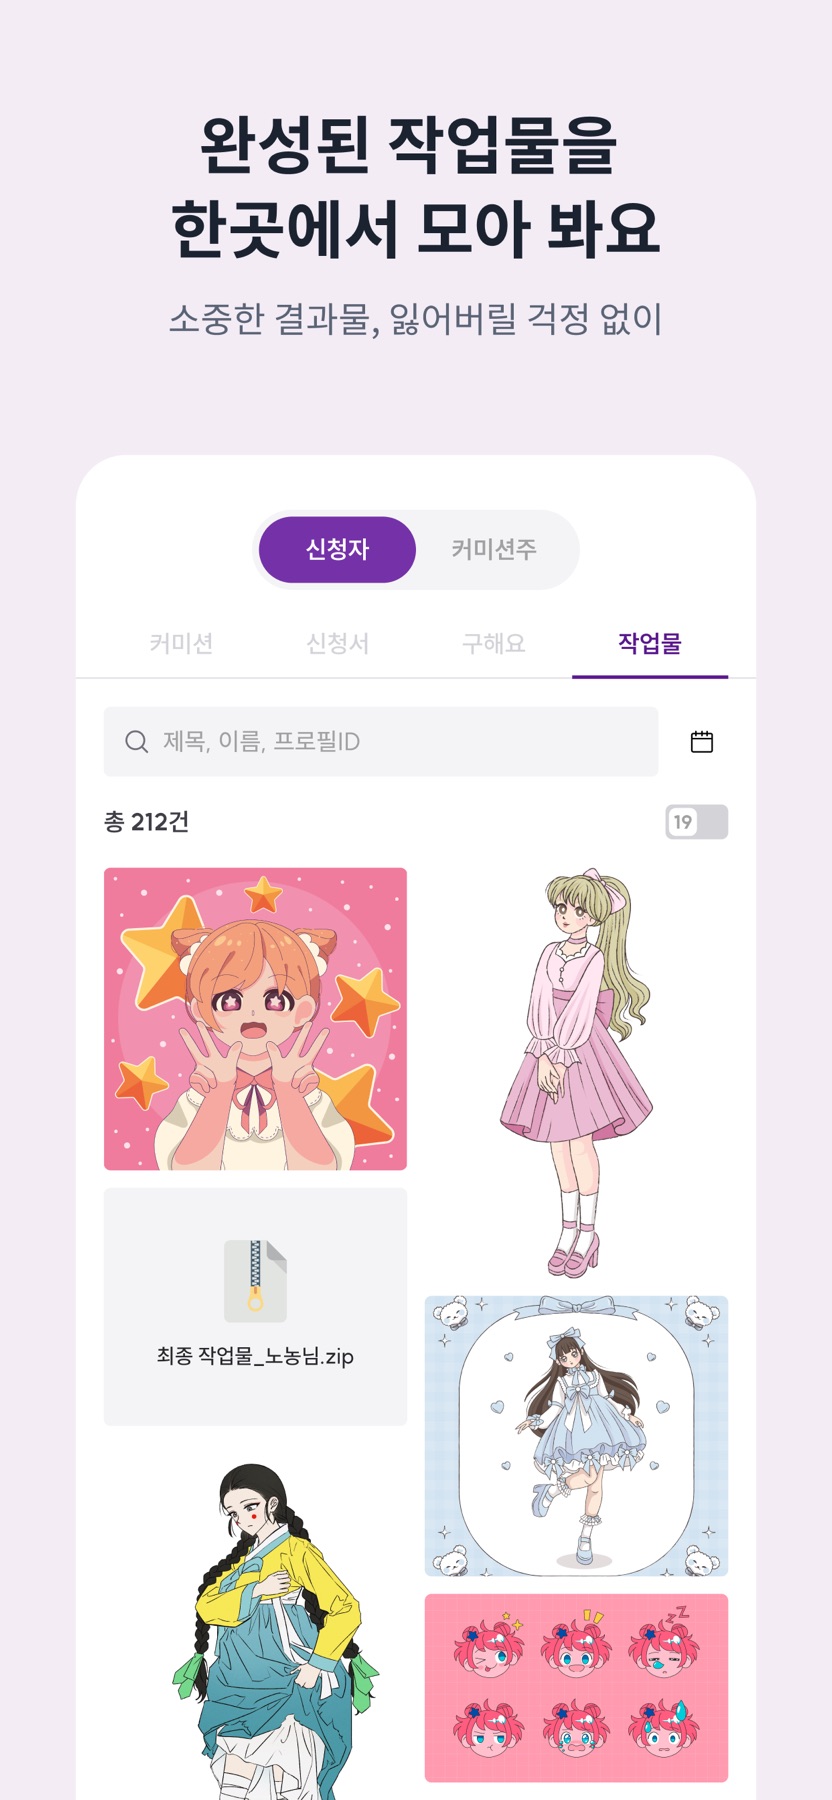 완성된 작업물을
한곳에서 모아 봐요
소중한 결과물, 잃어버릴 걱정 없이
신청자 커미션주
커미션 신청서 구해요 작업물
제목, 이름, 프로필ID
총 212건
19
최종 작업물_노농님.zip
zZZ